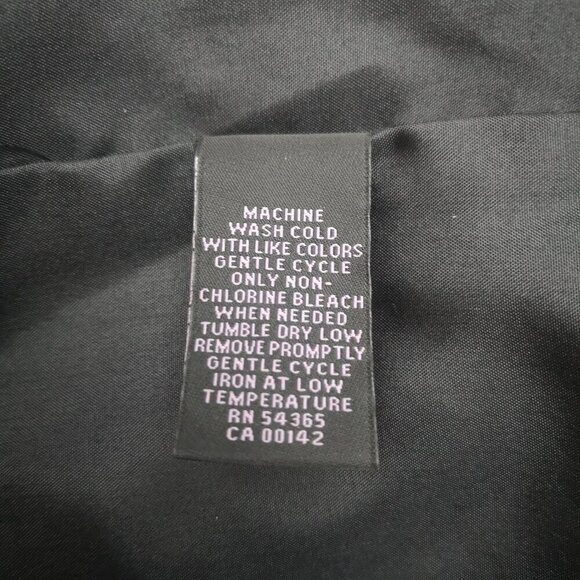 MACHINE
WASH COLD
WITH LIKE COLORS
GENTLE CYCLE
ONLY NON-
CHLORINE BLEACH
WHEN NEEDED
TUMBLE DRY LOW
REMOVE PROMPTLY
GENTLE CYCLE
IRON AT LOW
TEMPERATURE
RN 54365
CA 00142